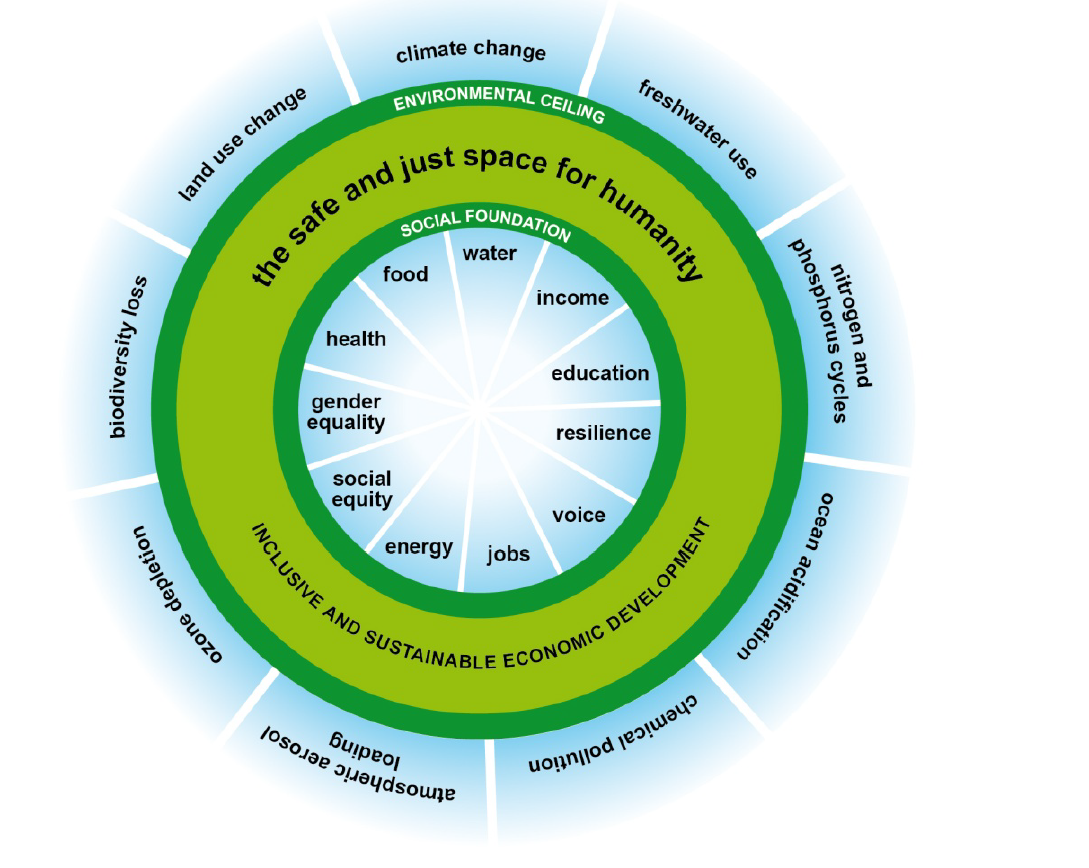 climate change
freshwater use
nitrogen and
phosphorus cycles
ocean acidification
chemical pollution
atmospheric aerosol
loading
ozone depletion
biodiversity loss
land use change
ENVIRONMENTAL CEILING
the safe and just space for humanity
SOCIAL FOUNDATION
water
income
education
resilience
voice
jobs
energy
social
equity
gender
equality
health
food
INCLUSIVE AND SUSTAINABLE ECONOMIC DEVELOPMENT